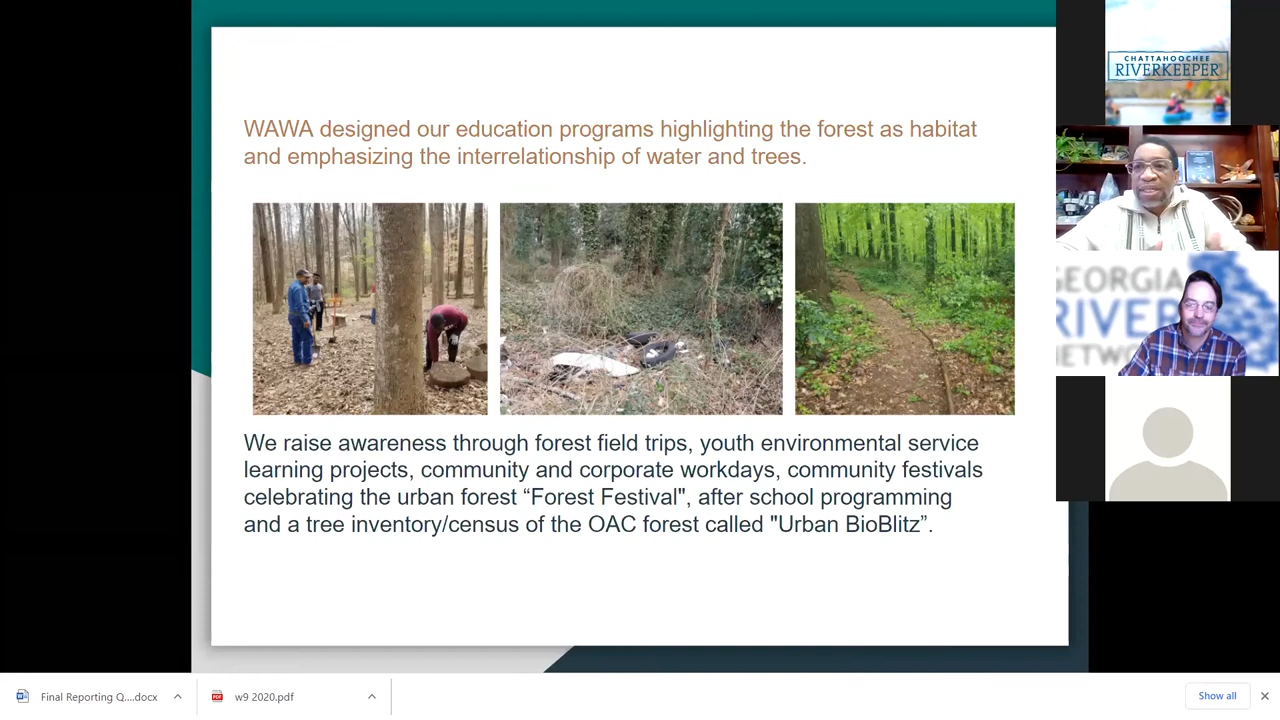 WAWA designed our education programs highlighting the forest as habitat
and emphasizing the interrelationship of water and trees.
We raise awareness through forest field trips, youth environmental service
learning projects, community and corporate workdays, community festivals
celebrating the urban forest “Forest Festival", after school programming
and a tree inventory/census of the OAC forest called "Urban BioBlitz”.
CHATTAHOOCHEE
RIVERKEEPER
GEORGIA
RIVER
NETWO
Final Reporting Q....docx
PDF
w9 2020.pdf
Show all